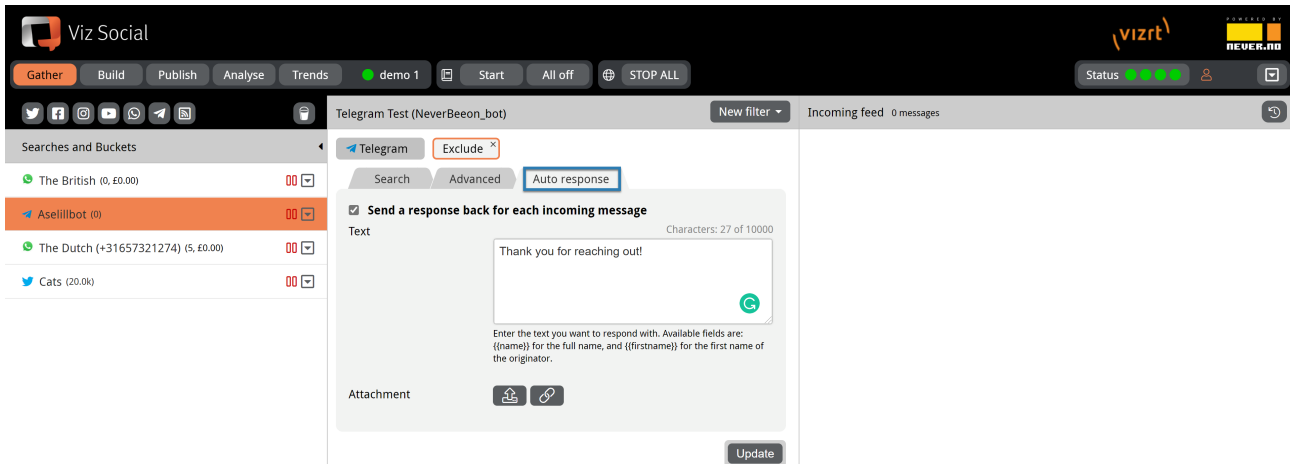 Viz Social
vizrt
POWERED BY
never.no
Gather Build Publish Analyse Trends demo 1 Start All off STOP ALL Status
Telegram Test (NeverBeeon_bot) New filter Incoming feed 0 messages
Searches and Buckets
Telegram Exclude ×
The British (0, £0.00)
Search Advanced Auto response
Aselillbot (0)
Send a response back for each incoming message
Text Characters: 27 of 10000
The Dutch (+31657321274) (5, £0.00)
Thank you for reaching out!
Cats (20.0k)
Enter the text you want to respond with. Available fields are:
{{name}} for the full name, and {{firstname}} for the first name of
the originator.
Attachment
Update